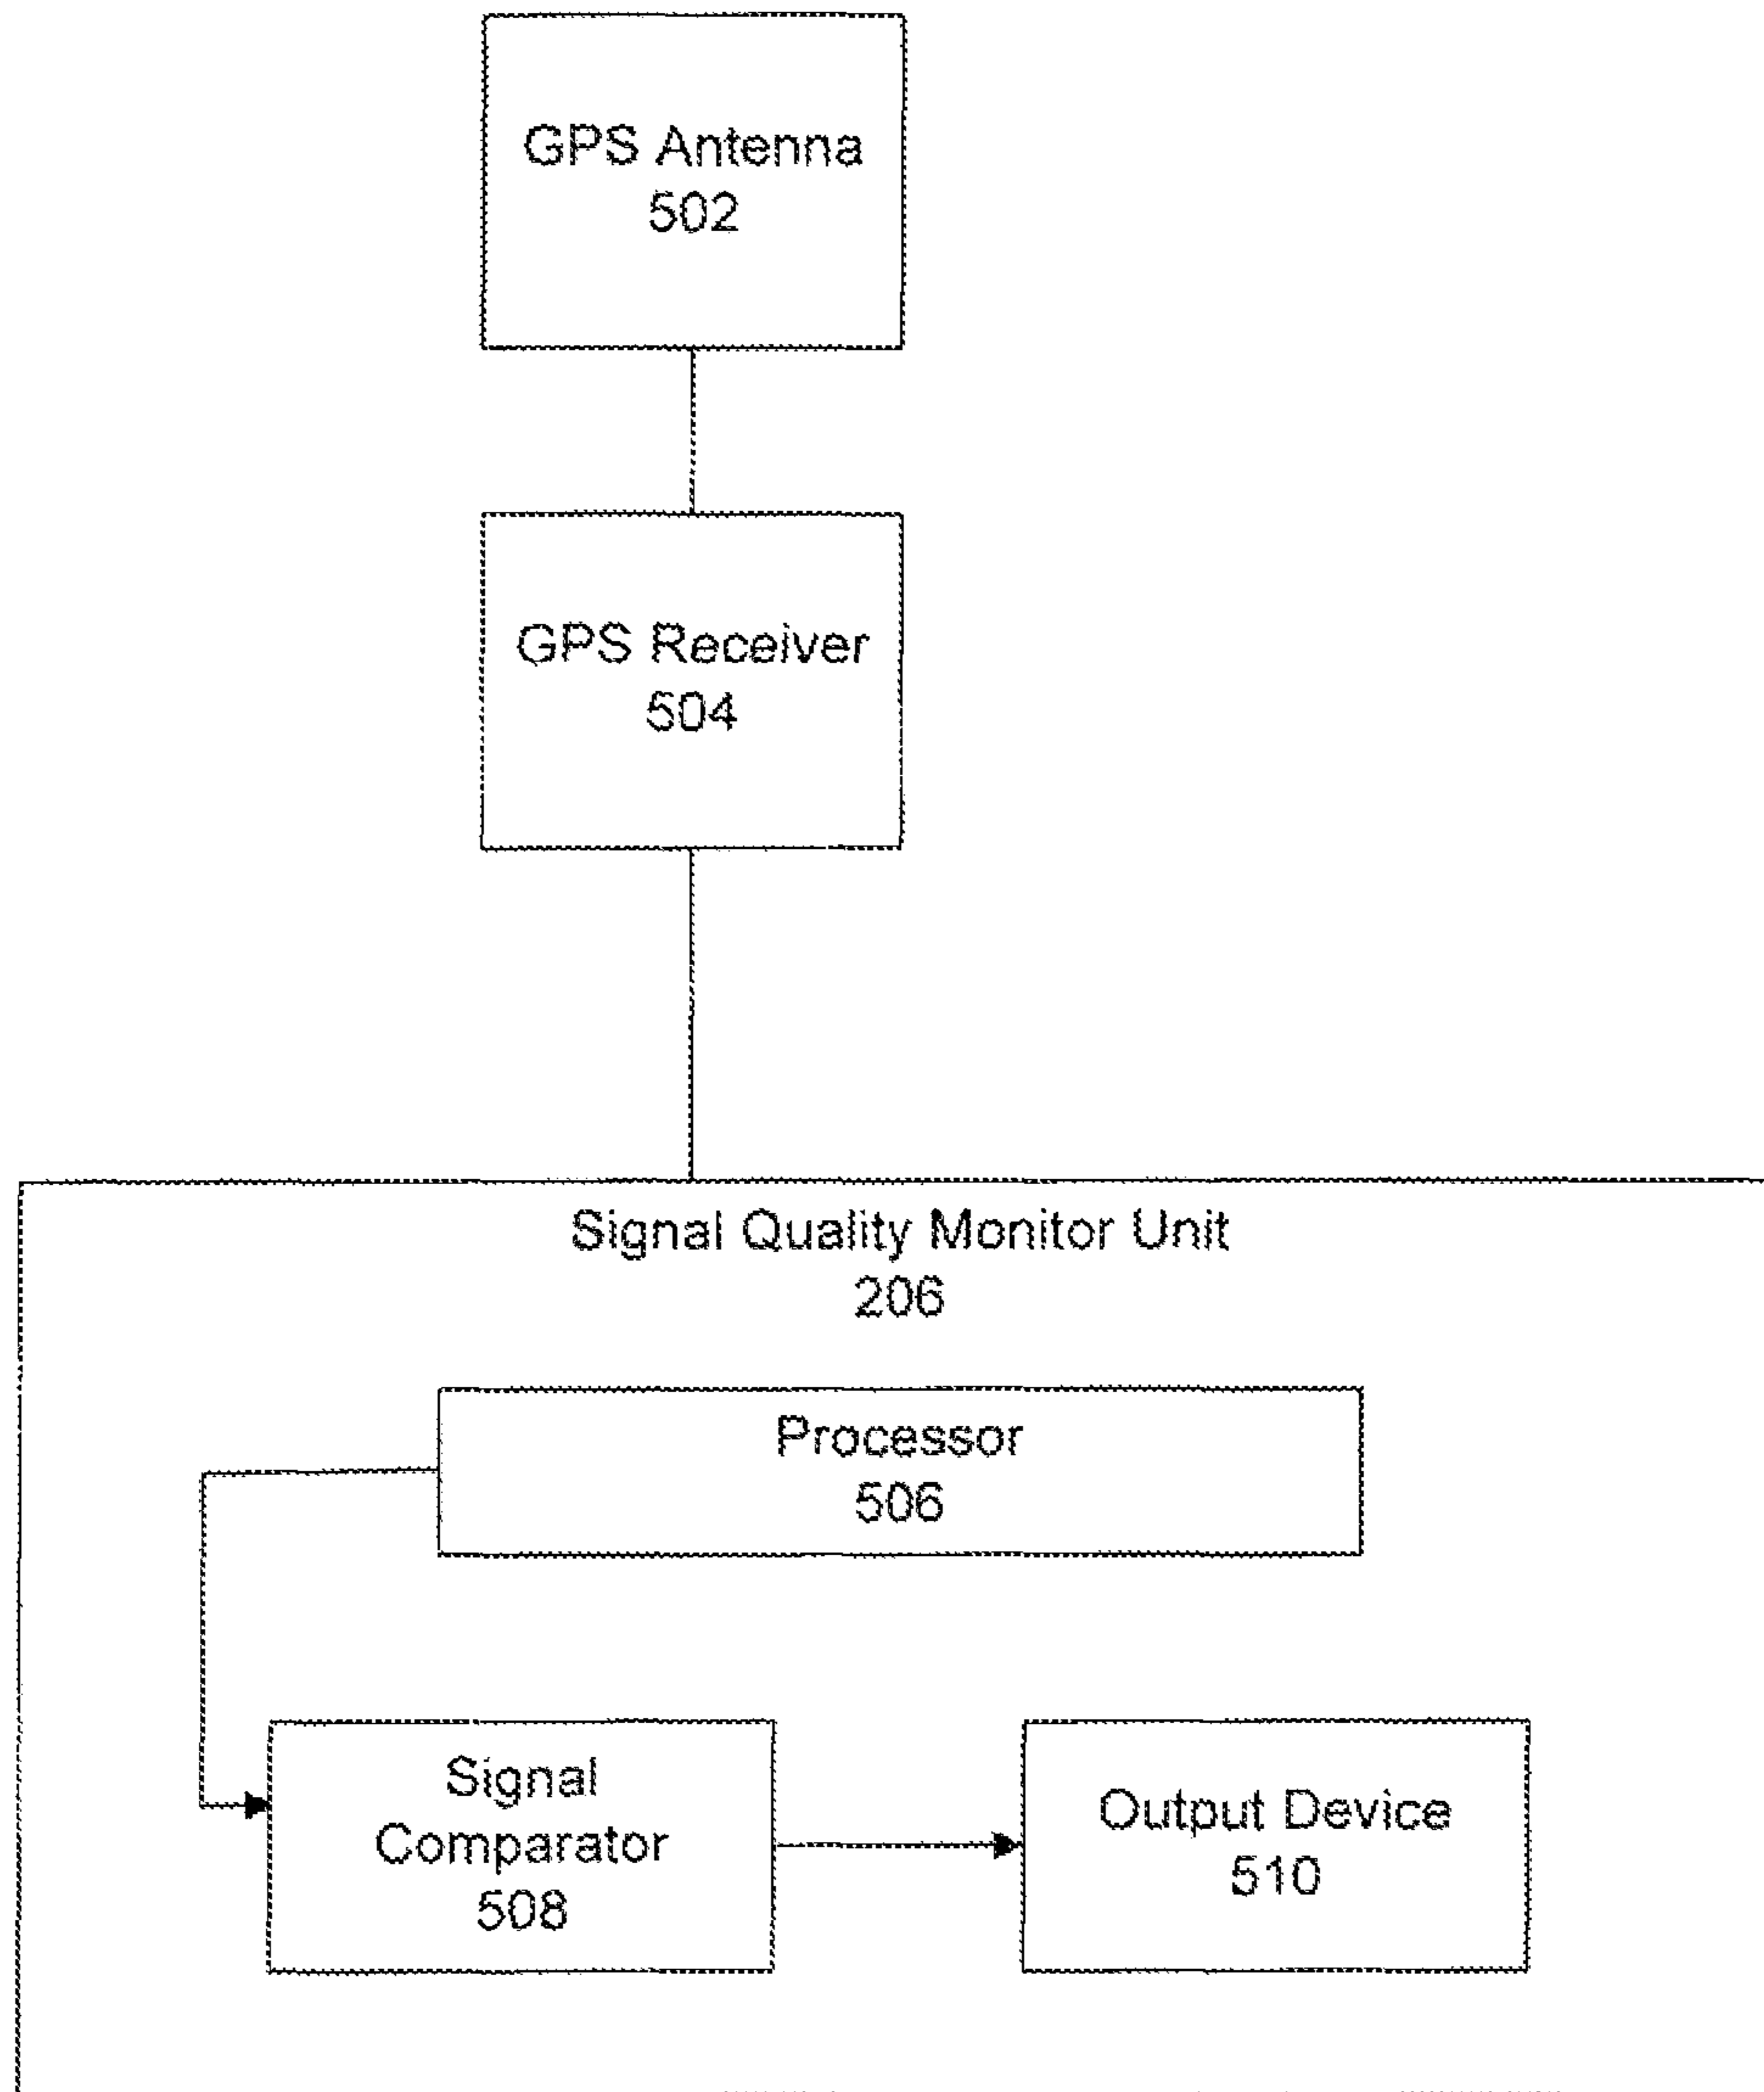 GPS Antenna
502
GPS Receiver
504
Signal Quality Monitor Unit
206
Processor
506
Signal
Comparator
508
Output Device
510